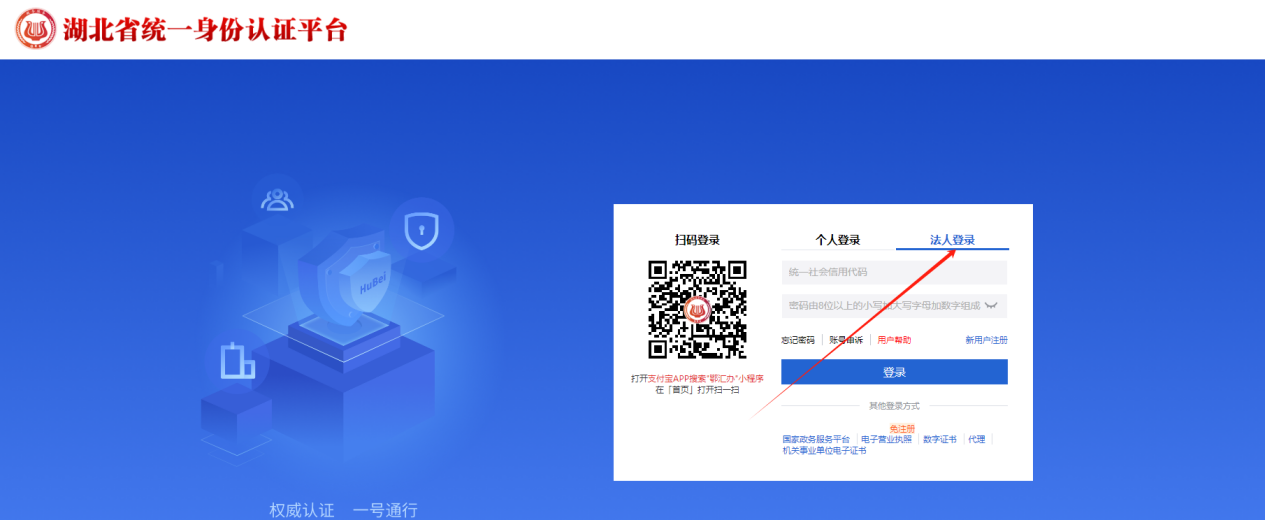 湖北省统一身份认证平台
HuBei
权威认证 一号通行
扫码登录
打开支付宝APP搜索"鄂汇办"小程序
在「首页」打开扫一扫
个人登录 法人登录
统一社会信用代码
密码由8位以上的小写加大写字母加数字组成
忘记密码 账号申诉 用户帮助 新用户注册
登录
其他登录方式
免注册
国家政务服务平台 电子营业执照 数字证书 代理
机关事业单位电子证书